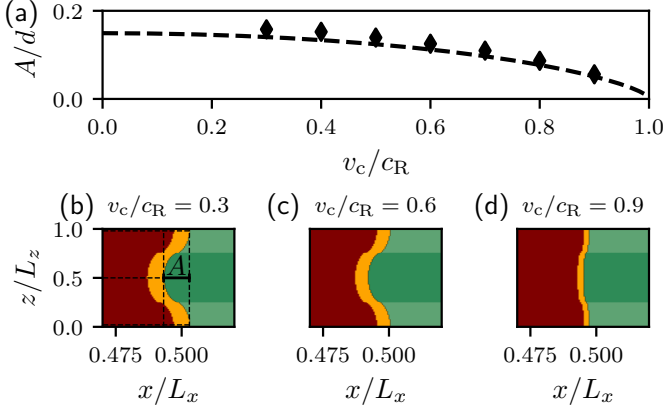 (a)
A/d
0.2
0.0
0.0 0.2 0.4 0.6 0.8 1.0
v_c/c_R
(b) v_c/c_R = 0.3 (c) v_c/c_R = 0.6 (d) v_c/c_R = 0.9
z/L_z
1.0
0.5
0.0
A
0.475 0.500 0.475 0.500 0.475 0.500
x/L_x x/L_x x/L_x